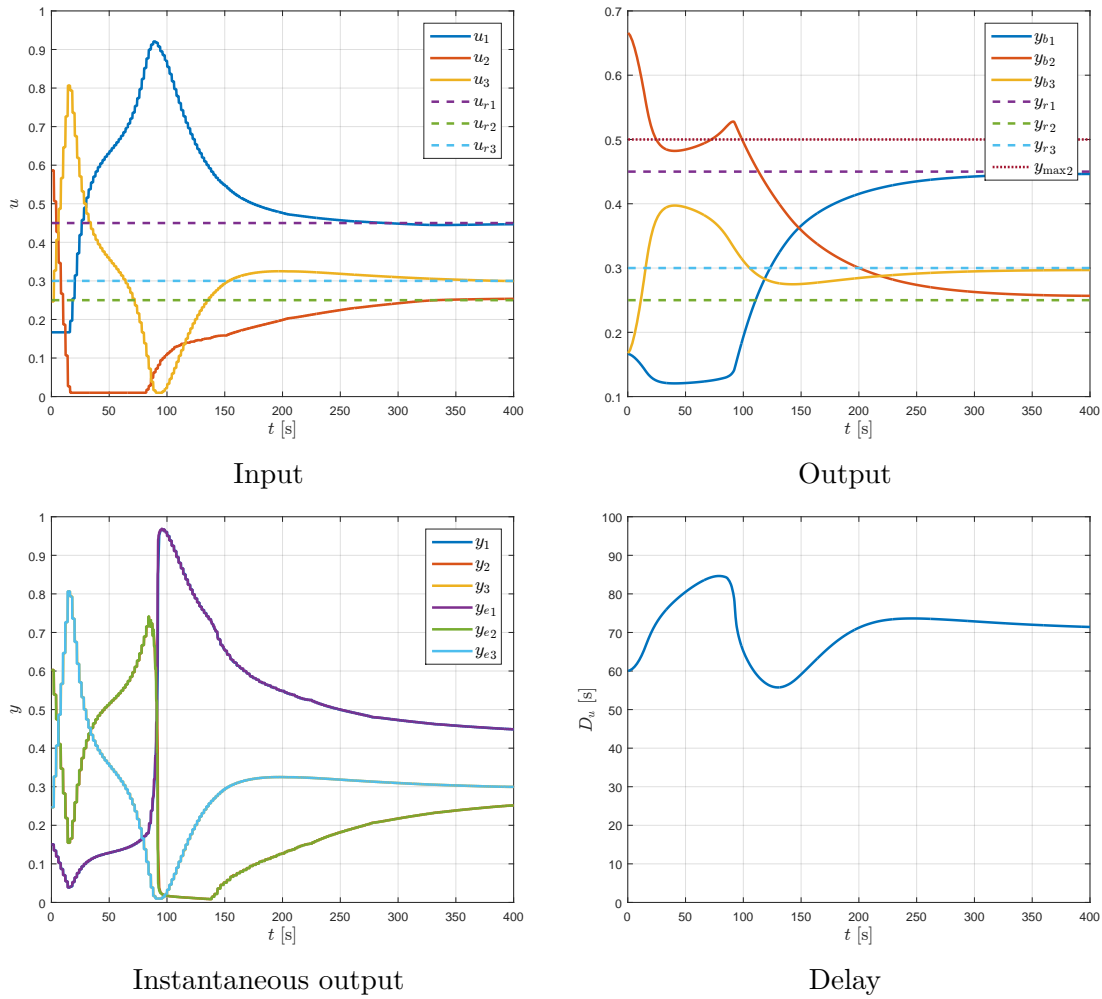 1
0.9
0.8
0.7
0.6
0.5
0.4
0.3
0.2
0.1
0
u
0 50 100 150 200 250 300 350 400
t [s]
u1
u2
u3
ur1
ur2
ur3
Input
0.7
0.6
0.5
0.4
0.3
0.2
0.1
0 50 100 150 200 250 300 350 400
t [s]
yb1
yb2
yb3
yr1
yr2
yr3
ymax2
Output
1
0.9
0.8
0.7
0.6
0.5
0.4
0.3
0.2
0.1
0
y
0 50 100 150 200 250 300 350 400
t [s]
y1
y2
y3
ye1
ye2
ye3
Instantaneous output
100
90
80
70
60
50
40
30
20
10
0
Du [s]
0 50 100 150 200 250 300 350 400
t [s]
Delay